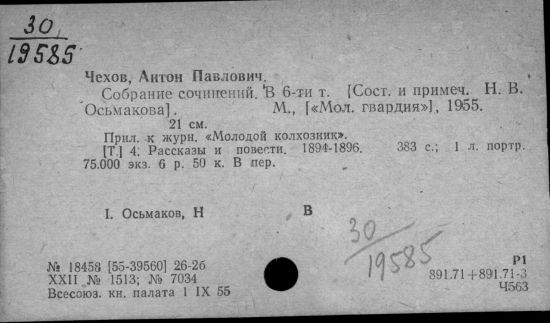 30
19585
Чехов, Антон Павлович.
Собрание сочинений. В 6-ти т. [Сост. и примеч. Н. В.
Осьмакова]. М., [«Мол. гвардия»], 1955.
21 см.
Прил. к журн. «Молодой колхозник».
[Т.] 4: Рассказы и повести. 1894-1896. 383 с.; 1 л. портр.
75.000 экз. 6 р. 50 к. В пер.
I. Осьмаков, Н В
30
19585
№ 18458 [55-39560] 26-2б
XXII № 1513; № 7034
Всесоюз. кн. палата 1 IX 55
Р1
891.71+891.71-3
Ч563